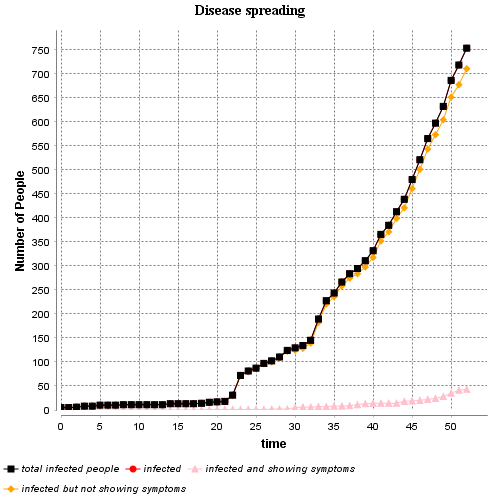 Disease spreading
750
700
650
600
550
500
450
400
350
300
250
200
150
100
50
0
Number of People
0 5 10 15 20 25 30 35 40 45 50
time
total infected people infected infected and showing symptoms
infected but not showing symptoms